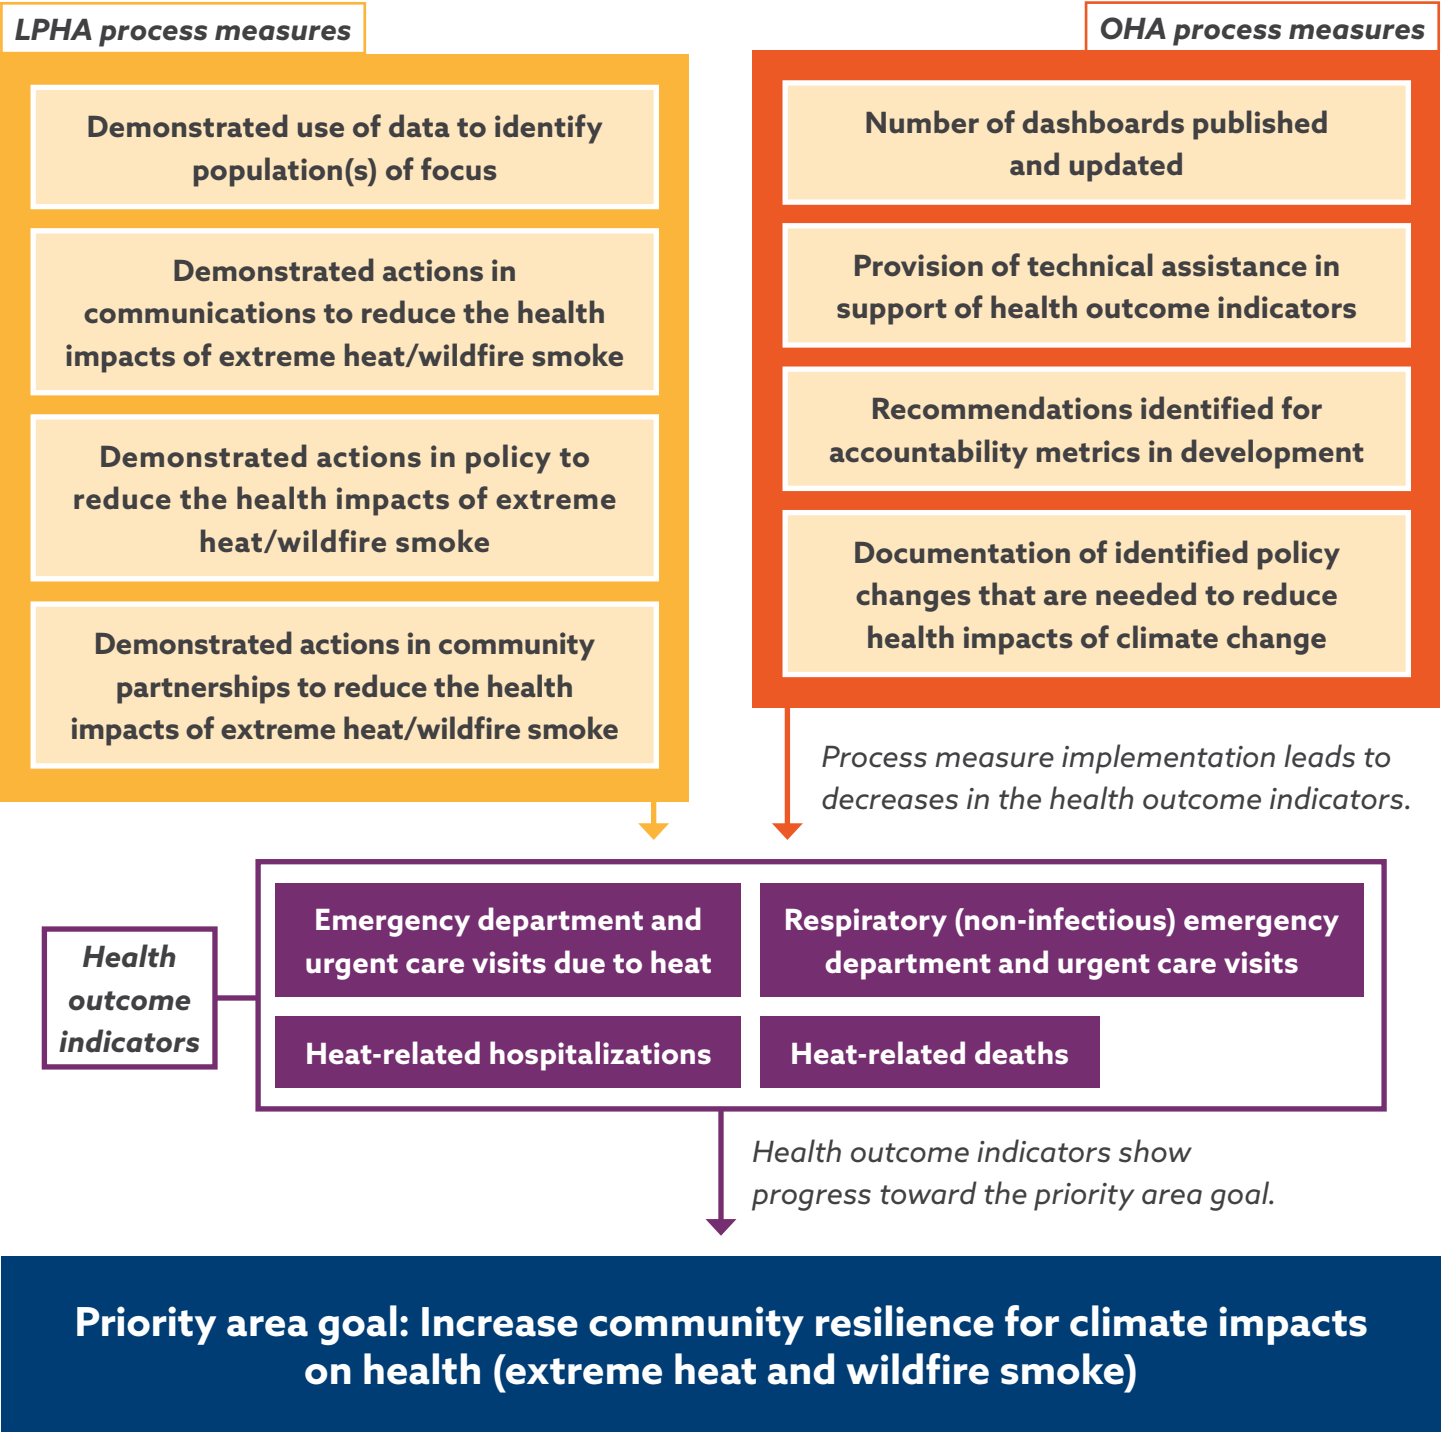 LPHA process measures
Demonstrated use of data to identify
population(s) of focus
Demonstrated actions in
communications to reduce the health
impacts of extreme heat/wildfire smoke
Demonstrated actions in policy to
reduce the health impacts of extreme
heat/wildfire smoke
Demonstrated actions in community
partnerships to reduce the health
impacts of extreme heat/wildfire smoke
OHA process measures
Number of dashboards published
and updated
Provision of technical assistance in
support of health outcome indicators
Recommendations identified for
accountability metrics in development
Documentation of identified policy
changes that are needed to reduce
health impacts of climate change
Process measure implementation leads to
decreases in the health outcome indicators.
Health
outcome
indicators
Emergency department and
urgent care visits due to heat
Respiratory (non-infectious) emergency
department and urgent care visits
Heat-related hospitalizations
Heat-related deaths
Health outcome indicators show
progress toward the priority area goal.
Priority area goal: Increase community resilience for climate impacts
on health (extreme heat and wildfire smoke)